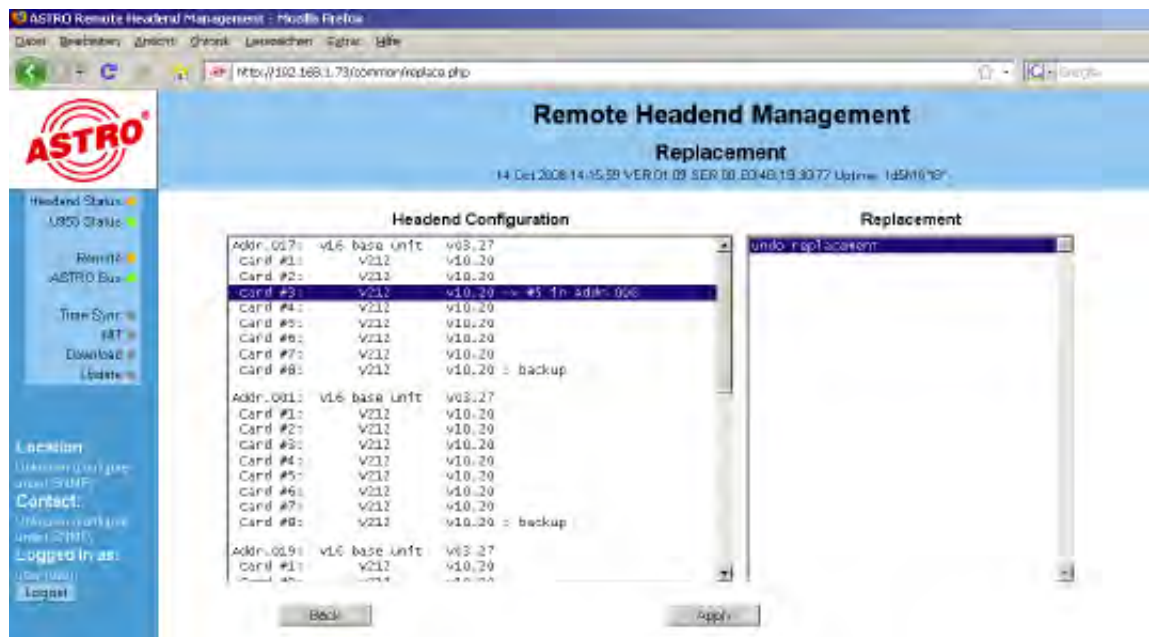 ASTRO Remote Headend Management - Mozilla Firefox
Datei Bearbeiten Ansicht Chronik Lesezeichen Extras Hilfe
http://192.168.1.73/common/replace.php
Google
ASTRO
Remote Headend Management
Replacement
Headend Status
U950 Status
Remote
ASTRO Bus
Time Sync
NIT
Download
Update
Location:
Contact:
Logged in as:
Logout
Headend Configuration
Addr.017: v16 base unit v03.27
Card #1: V212 v10.20
Card #2: V212 v10.20
Card #3: V212 v10.20 -> #5 in Addr.
Card #4: V212 v10.20
Card #5: V212 v10.20
Card #6: V212 v10.20
Card #7: V212 v10.20
Card #8: V212 v10.20 : backup
Addr.001: v16 base unit v03.27
Card #1: V212 v10.20
Card #2: V212 v10.20
Card #3: V212 v10.20
Card #4: V212 v10.20
Card #5: V212 v10.20
Card #6: V212 v10.20
Card #7: V212 v10.20
Card #8: V212 v10.20 : backup
Addr.019: v16 base unit v03.27
Card #1: V212 v10.20
Replacement
undo replacement
Back
Apply